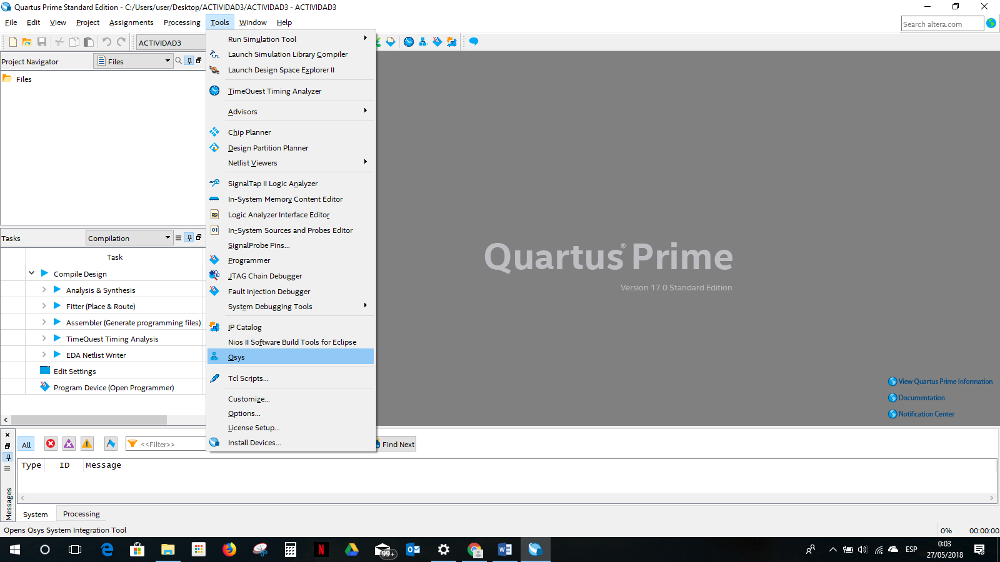 Quartus Prime Standard Edition - C:/Users/user/Desktop/ACTIVIDAD3/ACTIVIDAD3 - ACTIVIDAD3
File Edit View Project Assignments Processing Tools Window Help
Search altera.com
ACTIVIDAD3
Project Navigator
Files
Files
Run Simulation Tool
Launch Simulation Library Compiler
Launch Design Space Explorer II
TimeQuest Timing Analyzer
Advisors
Chip Planner
Design Partition Planner
Netlist Viewers
SignalTap II Logic Analyzer
In-System Memory Content Editor
Logic Analyzer Interface Editor
In-System Sources and Probes Editor
SignalProbe Pins...
Programmer
JTAG Chain Debugger
Fault Injection Debugger
System Debugging Tools
IP Catalog
Nios II Software Build Tools for Eclipse
Qsys
Tcl Scripts...
Customize...
Options...
License Setup...
Install Devices...
Tasks
Compilation
Task
Compile Design
Analysis & Synthesis
Fitter (Place & Route)
Assembler (Generate programming files)
TimeQuest Timing Analysis
EDA Netlist Writer
Edit Settings
Program Device (Open Programmer)
Quartus® Prime
Version 17.0 Standard Edition
View Quartus Prime Information
Documentation
Notification Center
All
<<Filter>>
Find Next
Type ID Message
Messages
System Processing
Opens Qsys System Integration Tool
0% 00:00:00
99+
ESP
0:03
27/05/2018